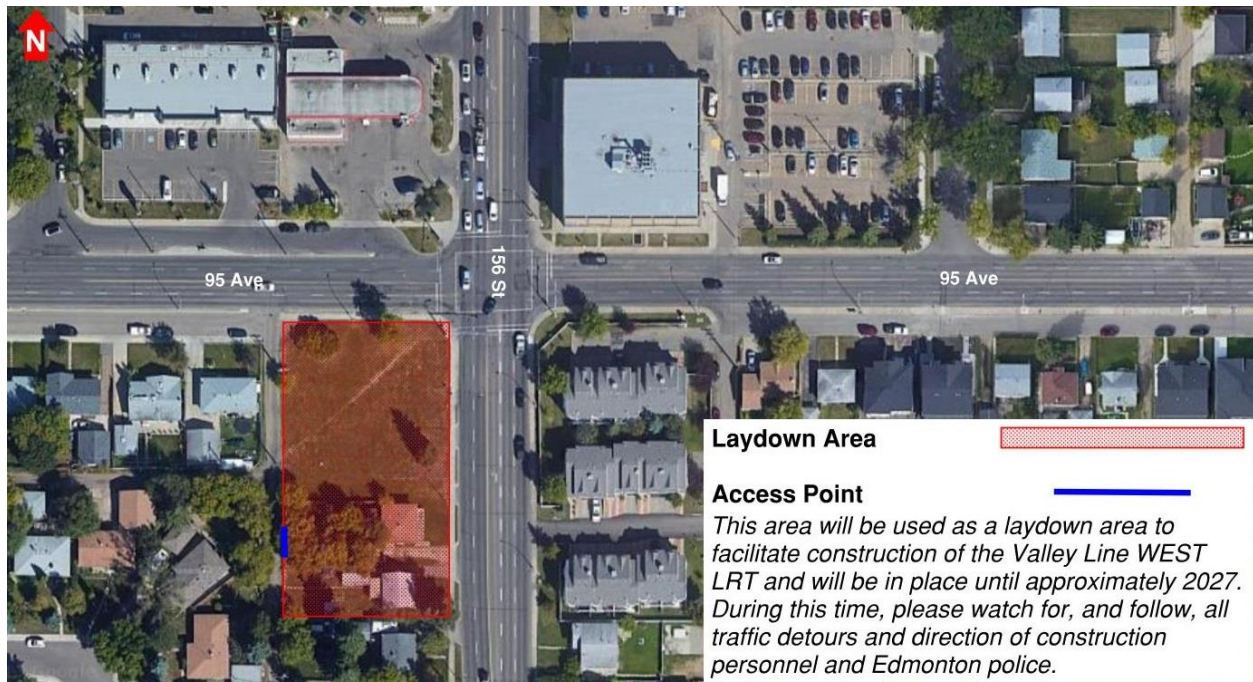 N
95 Ave
156 St
95 Ave
Laydown Area
Access Point
This area will be used as a laydown area to
facilitate construction of the Valley Line WEST
LRT and will be in place until approximately 2027.
During this time, please watch for, and follow, all
traffic detours and direction of construction
personnel and Edmonton police.